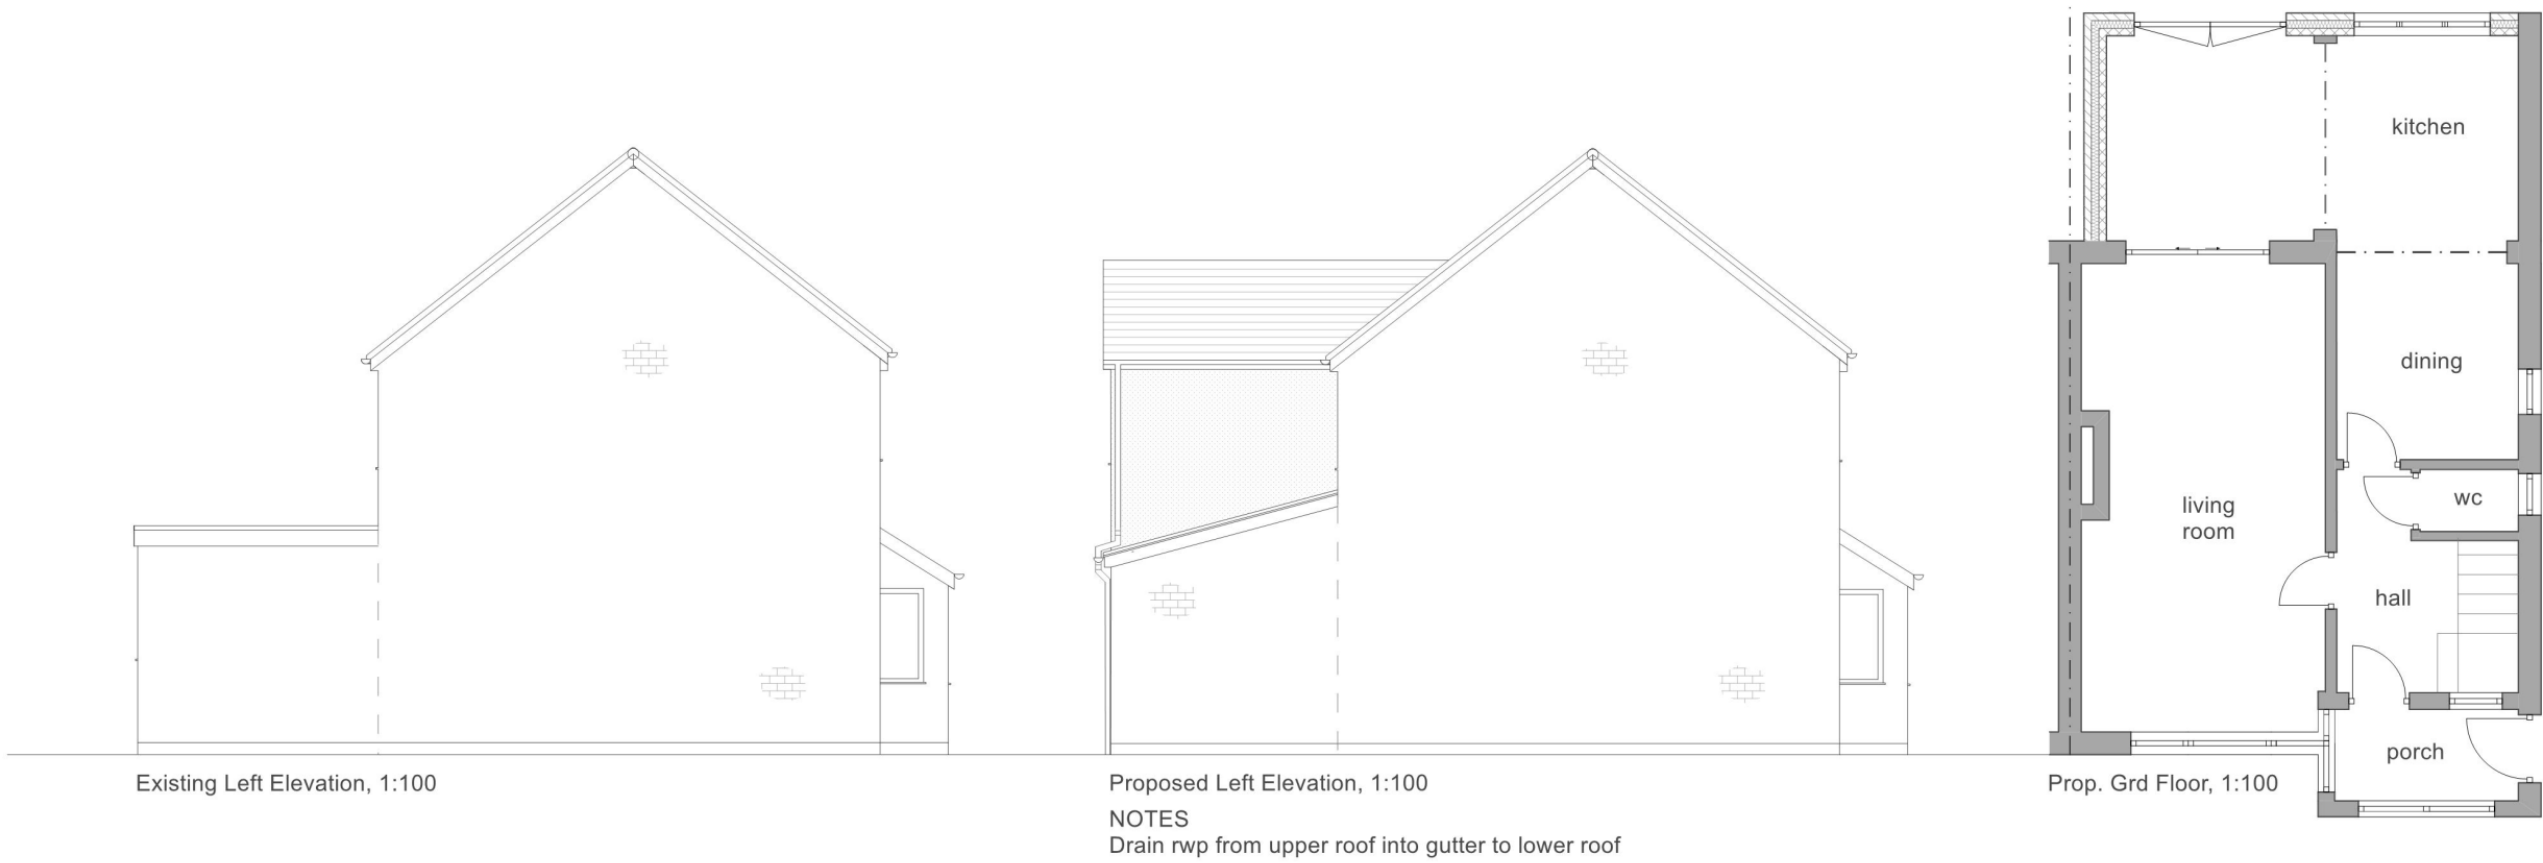 Existing Left Elevation, 1:100
Proposed Left Elevation, 1:100
NOTES
Drain rwp from upper roof into gutter to lower roof
kitchen
dining
wc
living
room
hall
porch
Prop. Grd Floor, 1:100